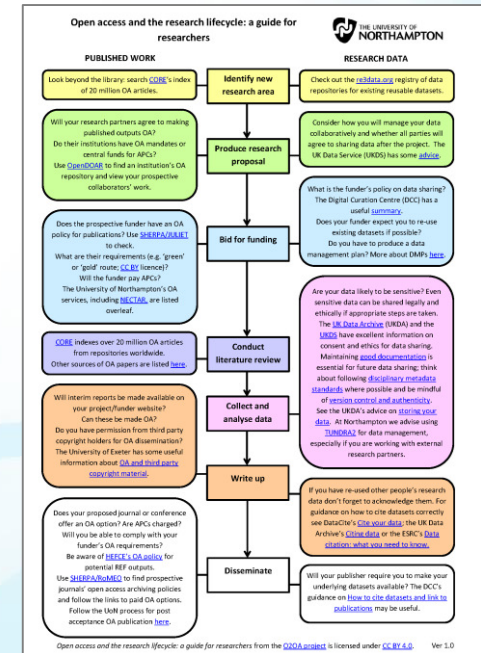 Open access and the research lifecycle: a guide for
researchers
THE UNIVERSITY OF
NORTHAMPTON
PUBLISHED WORK
RESEARCH DATA
Look beyond the library: search CORE's index
of 20 million OA articles.
Identify new
research area
Check out the re3data.org registry of data
repositories for existing reusable datasets.
Will your research partners agree to making
published outputs OA?
Do their institutions have OA mandates or
central funds for APCs?
Use OpenDOAR to find an institution's OA
repository and view your prospective
collaborators' work.
Produce research
proposal
Consider how you will manage your data
collaboratively and whether all parties will
agree to sharing data after the project. The
UK Data Service (UKDS) has some advice.
Does the prospective funder have an OA
policy for publications? Use SHERPA/JULIET
to check.
What are their requirements (e.g. 'green'
or 'gold' route; CC BY licence)?
Will the funder pay APCs?
The University of Northampton's OA
services, including NECTAR, are listed
overleaf.
Bid for funding
What is the funder's policy on data sharing?
The Digital Curation Centre (DCC) has a
useful summary.
Does your funder expect you to re-use
existing datasets if possible?
Do you have to produce a data
management plan? More about DMPs here.
CORE indexes over 20 million OA articles
from repositories worldwide.
Other sources of OA papers are listed here.
Conduct
literature review
Are your data likely to be sensitive? Even
sensitive data can be shared legally and
ethically if appropriate steps are taken.
The UK Data Archive (UKDA) and the
UKDS have excellent information on
consent and ethics for data sharing.
Maintaining good documentation is
essential for future data sharing; think
about following disciplinary metadata
standards where possible and be mindful
of version control and authenticity.
See the UKDA's advice on storing your
data. At Northampton we advise using
TUNDRA2 for data management,
especially if you are working with external
research partners.
Collect and
analyse data
Will interim reports be made available on
your project/funder website?
Can these be made OA?
Do you have permission from third party
copyright holders for OA dissemination?
The University of Exeter has some useful
information about OA and third party
copyright material.
Write up
If you have re-used other people's research
data don't forget to acknowledge them. For
guidance on how to cite datasets correctly
see DataCite's Cite your data; the UK Data
Archive's Citing data or the ESRC's Data
citation: what you need to know.
Does your proposed journal or conference
offer an OA option? Are APCs charged?
Will you be able to comply with your
funder's OA requirements?
Be aware of HEFCE's OA policy for
potential REF outputs.
Use SHERPA/RoMEO to find prospective
journals' open access archiving policies
and follow the links to paid OA options.
Follow the UoN process for post
acceptance OA publication here.
Disseminate
Will your publisher require you to make your
underlying datasets available? The DCC's
guidance on How to cite datasets and link to
publications may be useful.
Open access and the research lifecycle: a guide for researchers from the O2OA project is licensed under CC BY 4.0. Ver 1.0